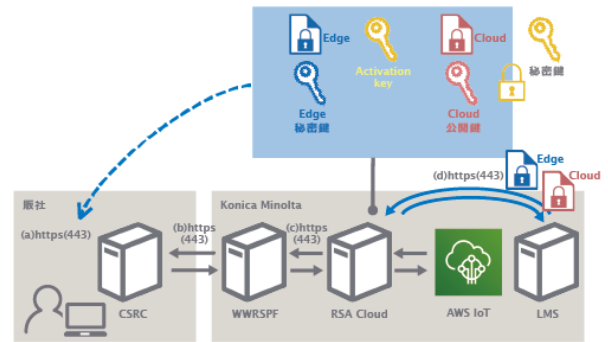 Edge
Cloud
Activation
key
秘密鍵
Edge
秘密鍵
Cloud
公開鍵
(d)https(443)
Edge
Cloud
販社
Konica Minolta
(a)https(443)
(b)https
(443)
(c)https
(443)
CSRC
WWRSPF
RSA Cloud
AWS IoT
LMS